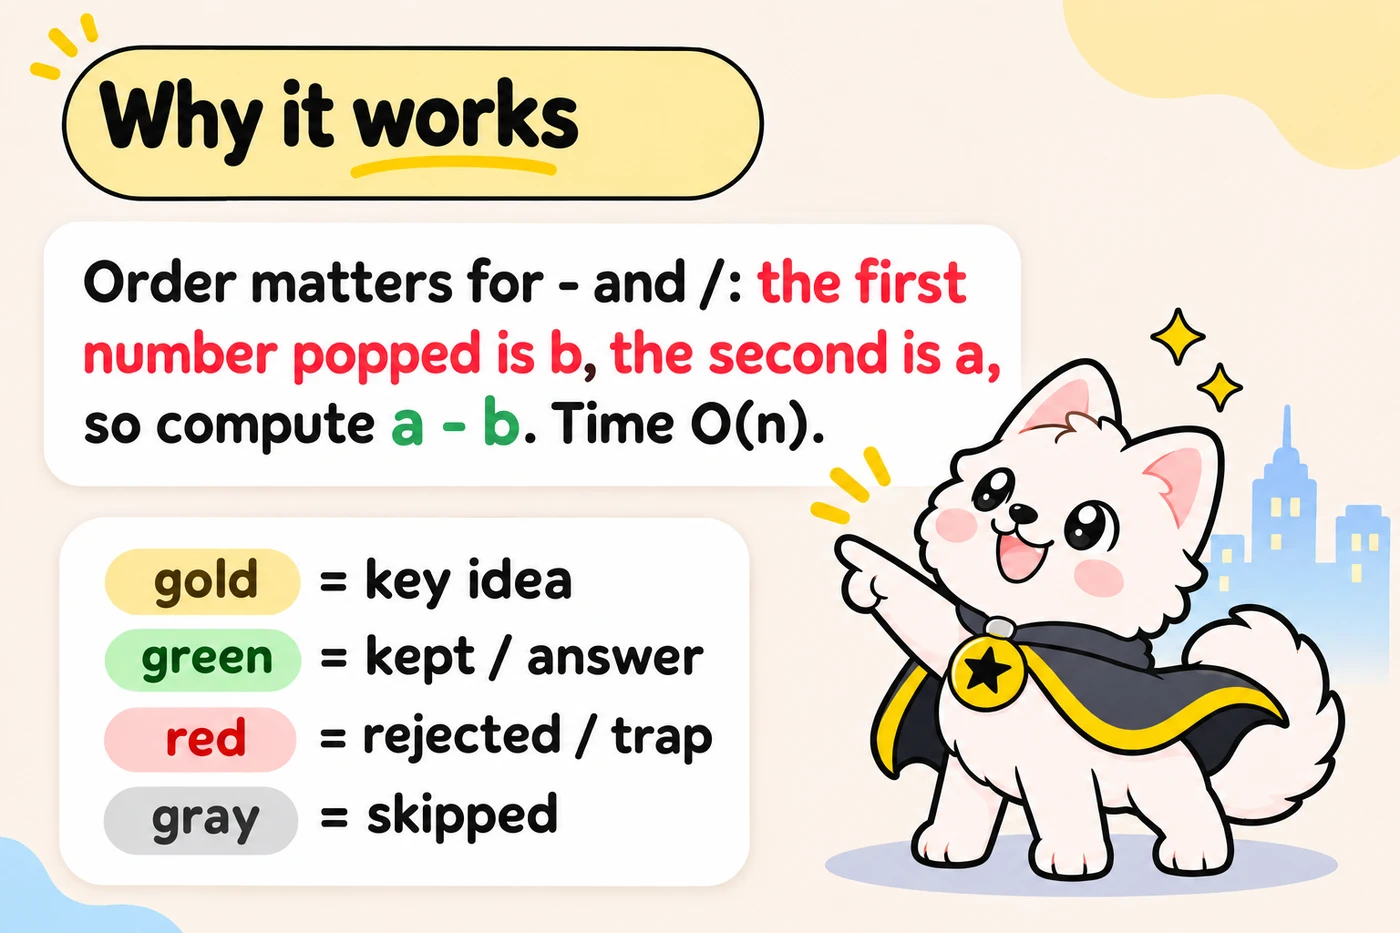 Why it works
Order matters for - and /: the first
number popped is b, the second is a,
so compute a - b. Time O(n).
gold = key idea
green = kept / answer
red = rejected / trap
gray = skipped